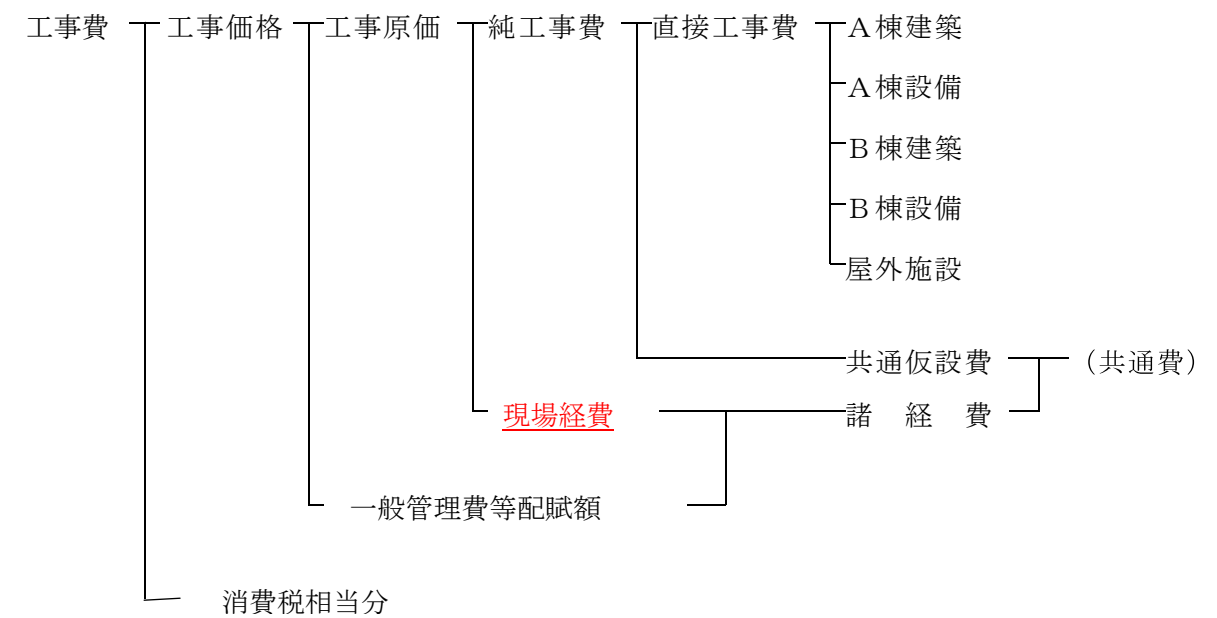 工事費 工事価格 工事原価 純工事費 直接工事費 A棟建築
A棟設備
B棟建築
B棟設備
屋外施設
共通仮設費 (共通費)
現場経費 諸 経 費
一般管理費等配賦額
消費税相当分